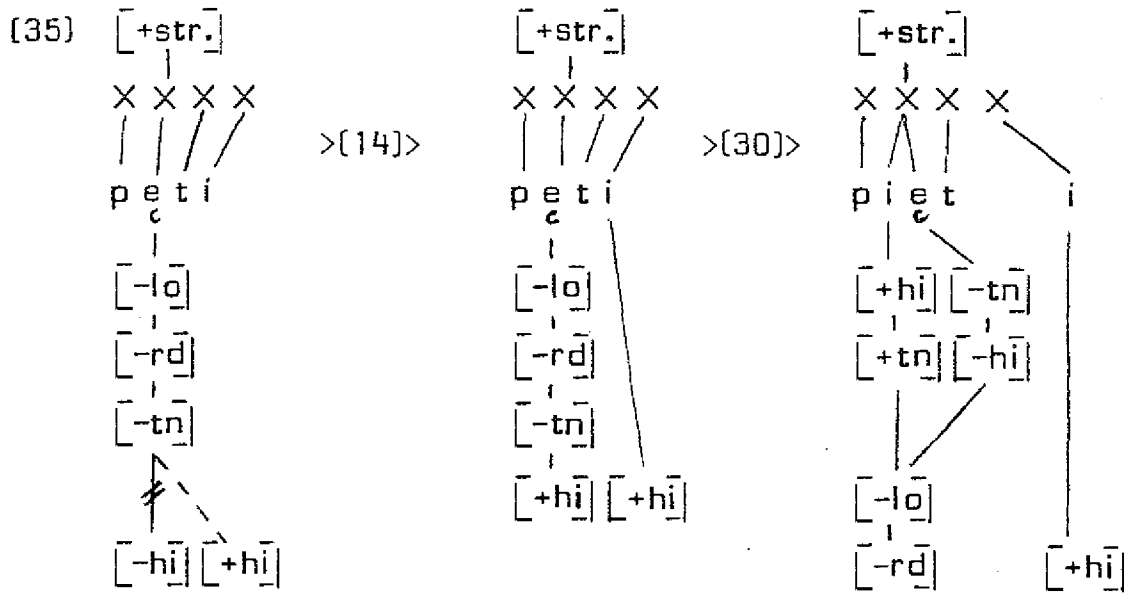 (35) [+str.] [+str.] [+str.]
× × × × × × × × × × × ×
>(14)> >(30)>
p ę t i p ę t i p i ę t i
[-lo] [-lo] [+hi] [-tn]
[-rd] [-rd] [+tn] [-hi]
[-tn] [-tn]
[+hi] [+hi] [-lo]
[-hi] [+hi] [-rd] [+hi]